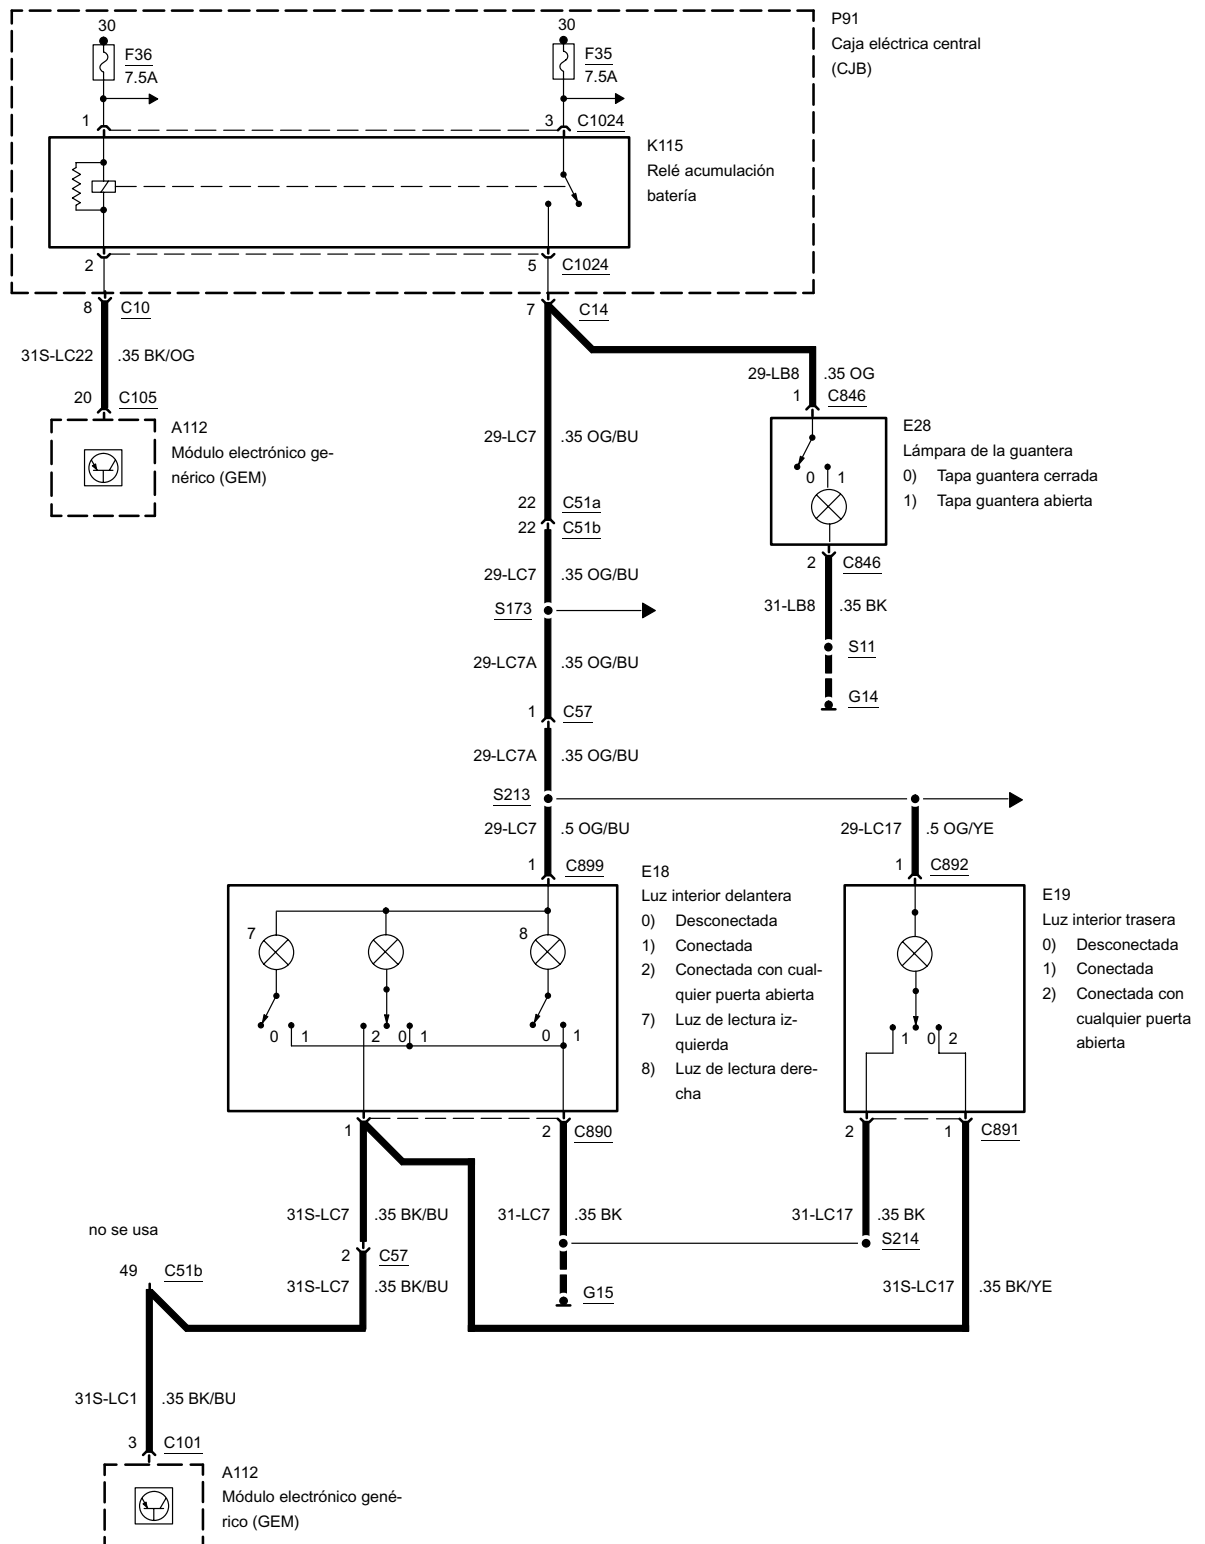 30
30
P91
Caja eléctrica central
(CJB)
F36
7.5A
F35
7.5A
1
3
C1024
K115
Relé acumulación
batería
2
5
C1024
8
C10
7
C14
31S-LC22
.35 BK/OG
29-LB8
.35 OG
20
C105
1
C846
A112
Módulo electrónico ge-
nérico (GEM)
E28
Lámpara de la guantera
0) Tapa guantera cerrada
1) Tapa guantera abierta
0
1
29-LC7
.35 OG/BU
22
C51a
22
C51b
2
C846
29-LC7
.35 OG/BU
31-LB8
.35 BK
S173
S11
29-LC7A
.35 OG/BU
G14
1
C57
29-LC7A
.35 OG/BU
S213
29-LC7
.5 OG/BU
29-LC17
.5 OG/YE
1
C899
1
C892
E18
Luz interior delantera
0) Desconectada
1) Conectada
2) Conectada con cual-
quier puerta abierta
7) Luz de lectura iz-
quierda
8) Luz de lectura dere-
cha
E19
Luz interior trasera
0) Desconectada
1) Conectada
2) Conectada con
cualquier puerta
abierta
7
8
0
1
2
0
1
0
1
1
0
2
1
2
C890
2
1
C891
31S-LC7
.35 BK/BU
31-LC7
.35 BK
31-LC17
.35 BK
no se usa
S214
2
C57
49
C51b
31S-LC7
.35 BK/BU
G15
31S-LC17
.35 BK/YE
31S-LC1
.35 BK/BU
3
C101
A112
Módulo electrónico gené-
rico (GEM)